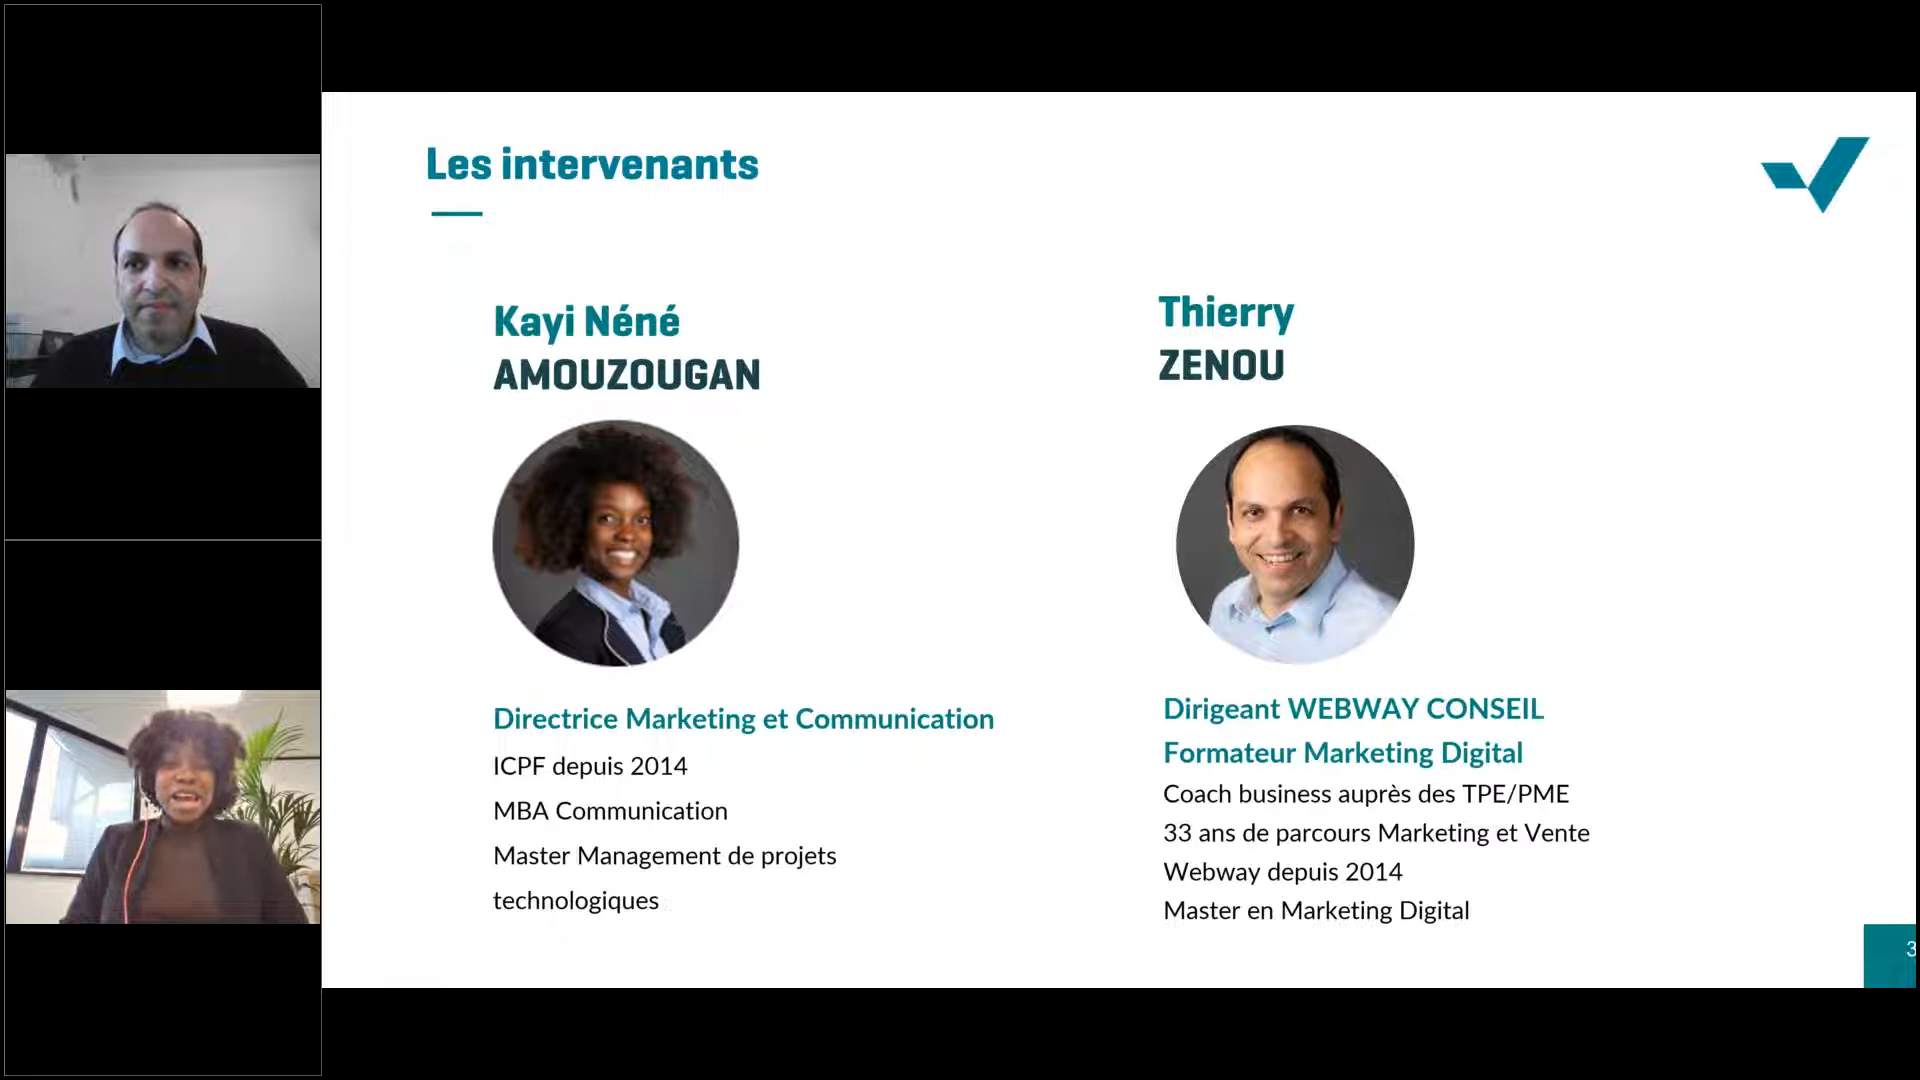 Les intervenants
Kayi Néné
AMOUZOUGAN
Directrice Marketing et Communication
ICPF depuis 2014
MBA Communication
Master Management de projets
technologiques
Thierry
ZENOU
Dirigeant WEBWAY CONSEIL
Formateur Marketing Digital
Coach business auprès des TPE/PME
33 ans de parcours Marketing et Vente
Webway depuis 2014
Master en Marketing Digital
3